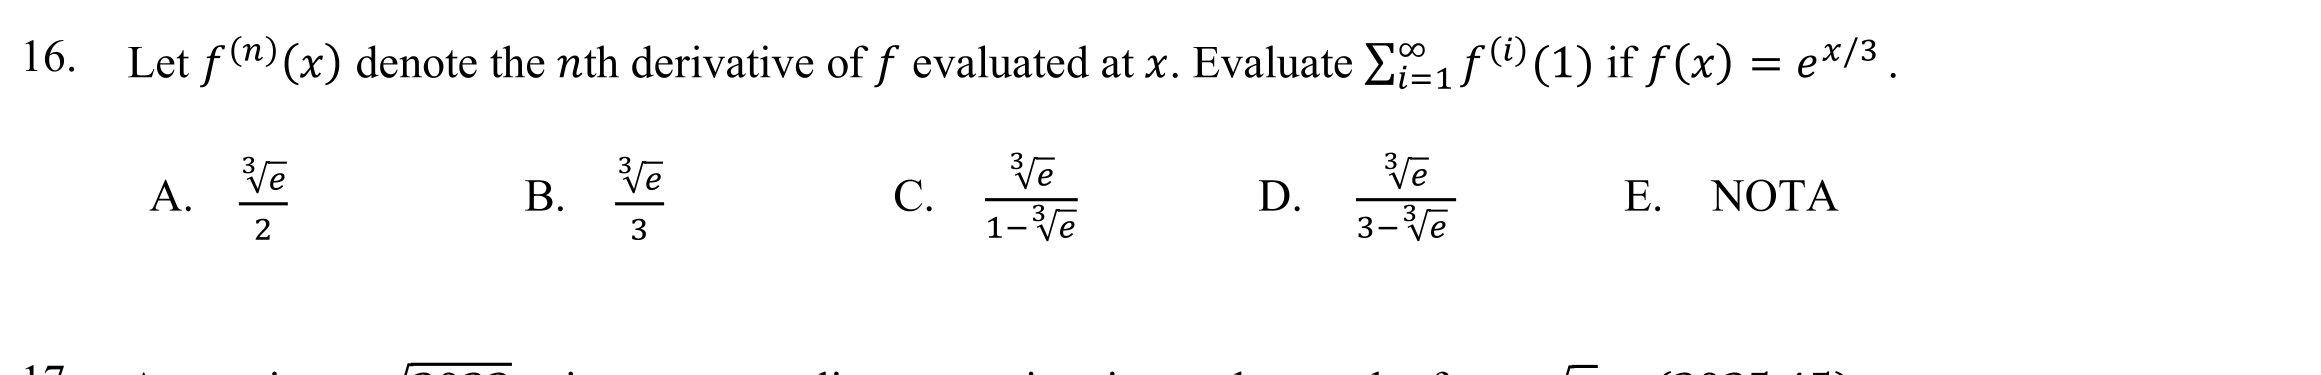 16. Let f⁽ⁿ⁾(x) denote the nth derivative of f evaluated at x. Evaluate ∑_{i=1}^{∞} f⁽ⁱ⁾(1) if f(x) = e^{x/3}.
A. ∛e/2 B. ∛e/3 C. ∛e/(1−∛e) D. ∛e/(3−∛e) E. NOTA